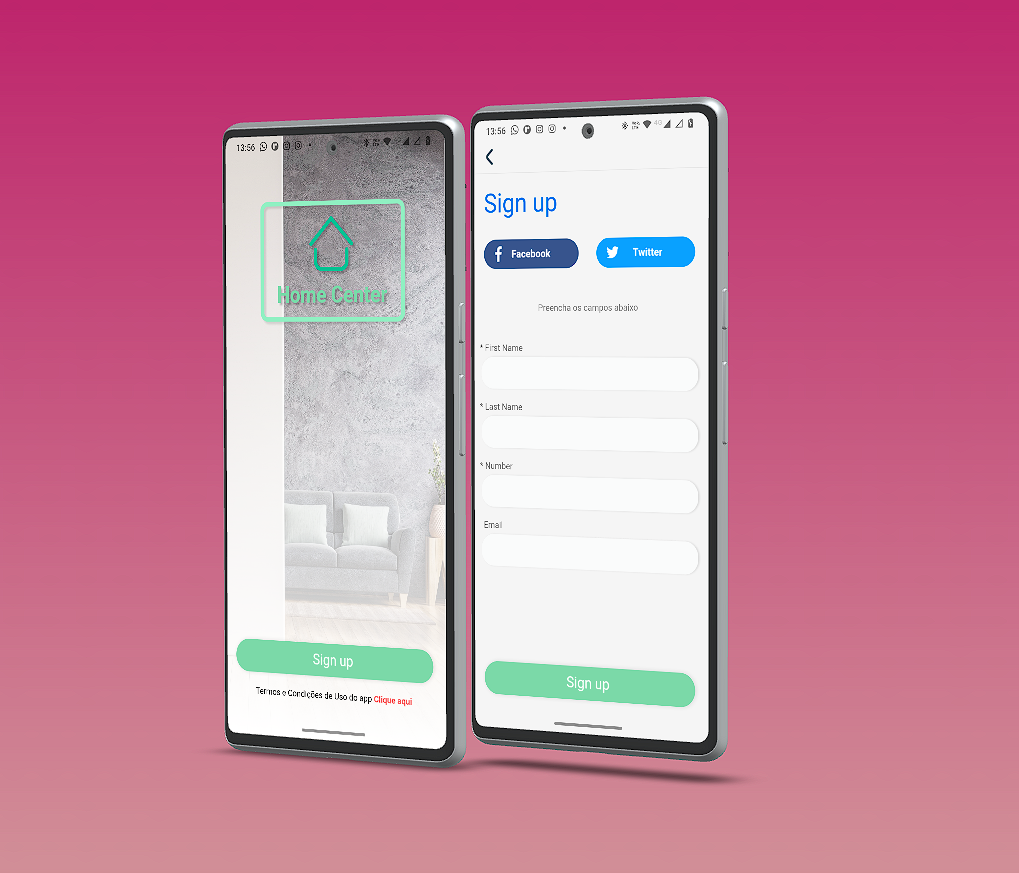 13:56
Home Center
Sign up
Termos e Condições de Uso do app Clique aqui
13:56
4G
Sign up
Facebook
Twitter
Preencha os campos abaixo
* First Name
* Last Name
* Number
Email
Sign up